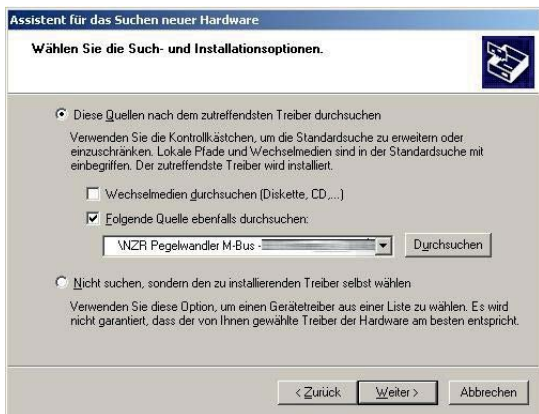 Assistent für das Suchen neuer Hardware
Wählen Sie die Such- und Installationsoptionen.
Diese Quellen nach dem zutreffendsten Treiber durchsuchen
Verwenden Sie die Kontrollkästchen, um die Standardsuche zu erweitern oder
einzuschränken. Lokale Pfade und Wechselmedien sind in der Standardsuche mit
einbegriffen. Der zutreffendste Treiber wird installiert.
Wechselmedien durchsuchen (Diskette, CD,...)
Folgende Quelle ebenfalls durchsuchen:
\NZR Pegelwandler M-Bus -
Durchsuchen
Nicht suchen, sondern den zu installierenden Treiber selbst wählen
Verwenden Sie diese Option, um einen Gerätetreiber aus einer Liste zu wählen. Es wird
nicht garantiert, dass der von Ihnen gewählte Treiber der Hardware am besten entspricht.
< Zurück
Weiter >
Abbrechen